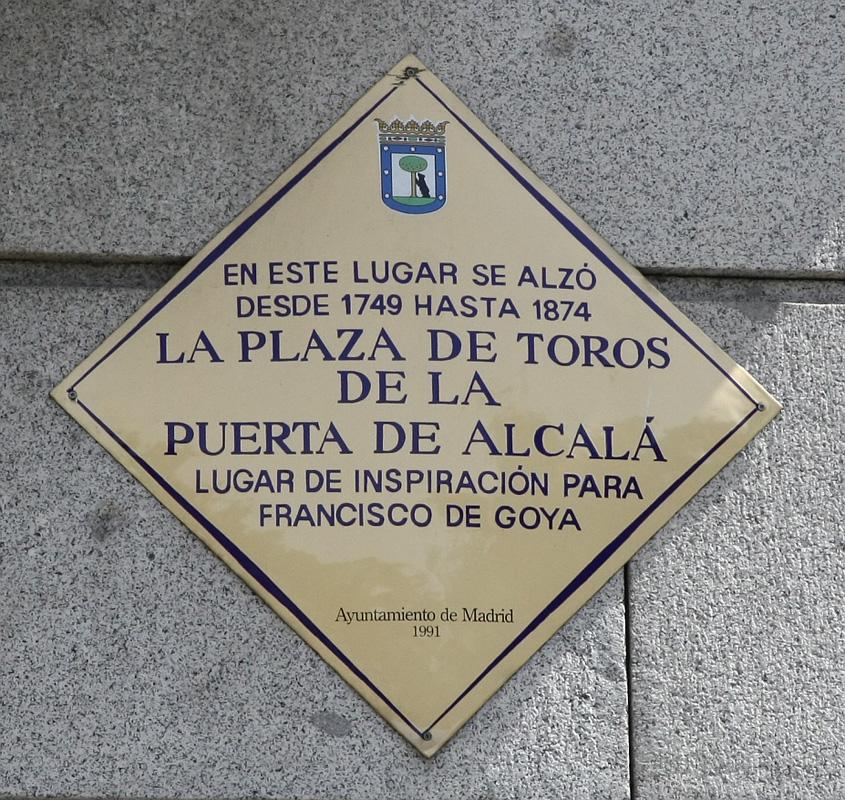 EN ESTE LUGAR SE ALZÓ
DESDE 1749 HASTA 1874
LA PLAZA DE TOROS
DE LA
PUERTA DE ALCALÁ
LUGAR DE INSPIRACIÓN PARA
FRANCISCO DE GOYA
Ayuntamiento de Madrid
1991